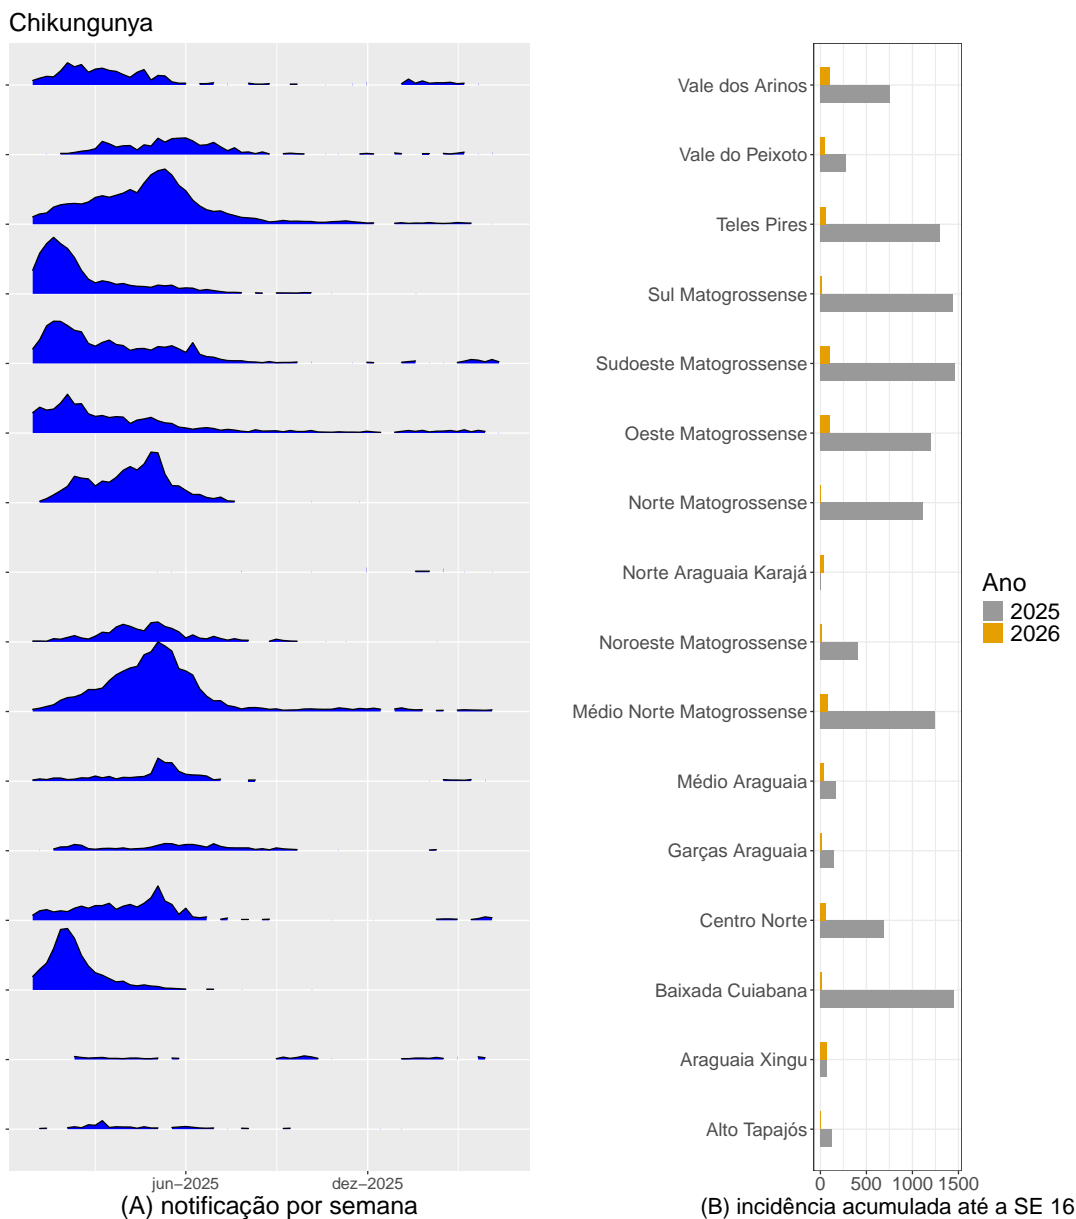 Chikungunya
Vale dos Arinos
Vale do Peixoto
Teles Pires
Sul Matogrossense
Sudoeste Matogrossense
Oeste Matogrossense
Norte Matogrossense
Norte Araguaia Karajá
Noroeste Matogrossense
Médio Norte Matogrossense
Médio Araguaia
Garças Araguaia
Centro Norte
Baixada Cuiabana
Araguaia Xingu
Alto Tapajós
Ano
2025
2026
jun−2025 dez−2025
0 500 1000 1500
(A) notificação por semana
(B) incidência acumulada até a SE 16